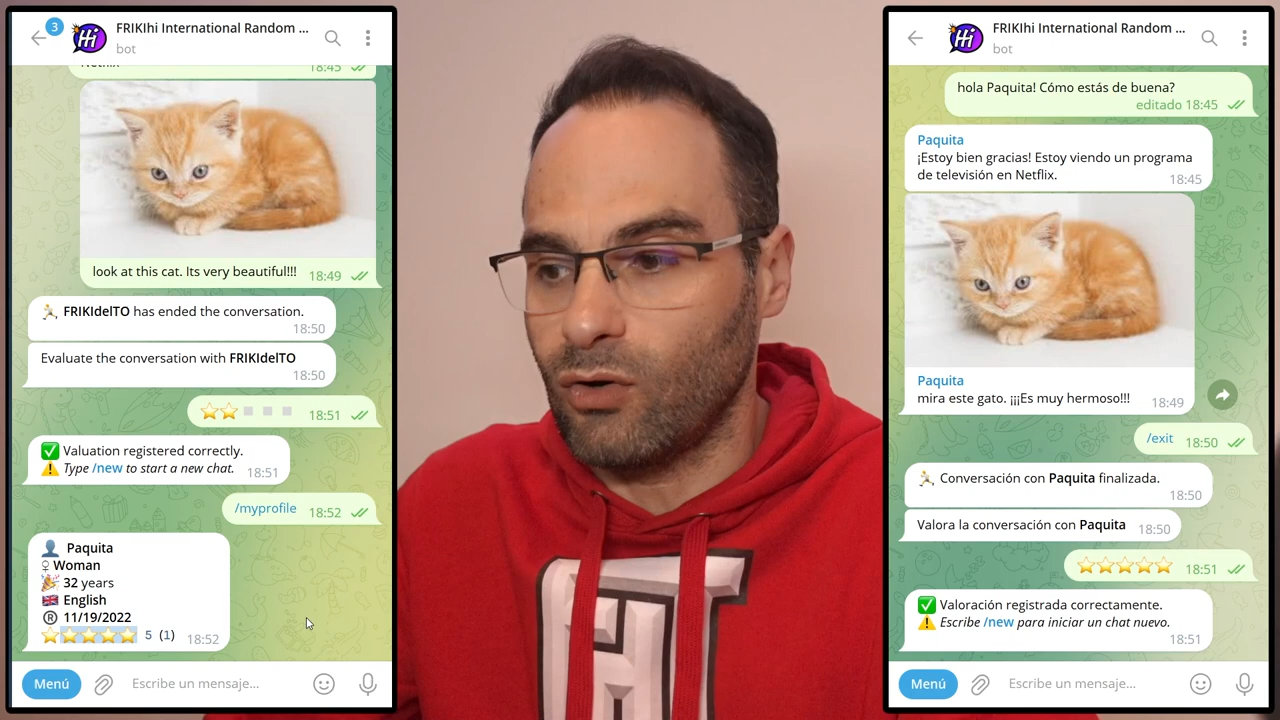 3
Hi
FRIKIhi International Random ...
bot
Netflix
18:45
look at this cat. Its very beautiful!!!
18:49
FRIKIdelTO has ended the conversation.
18:50
Evaluate the conversation with FRIKIdelTO
18:50
18:51
Valuation registered correctly.
Type /new to start a new chat.
18:51
/myprofile
18:52
Paquita
Woman
32 years
English
® 11/19/2022
5 (1)
18:52
Menú
Escribe un mensaje...
Hi
FRIKIhi International Random ...
bot
hola Paquita! Cómo estás de buena?
editado 18:45
Paquita
¡Estoy bien gracias! Estoy viendo un programa
de televisión en Netflix.
18:45
Paquita
mira este gato. ¡¡¡Es muy hermoso!!!
18:49
/exit
18:50
Conversación con Paquita finalizada.
18:50
Valora la conversación con Paquita
18:50
18:51
Valoración registrada correctamente.
Escribe /new para iniciar un chat nuevo.
18:51
Menú
Escribe un mensaje...